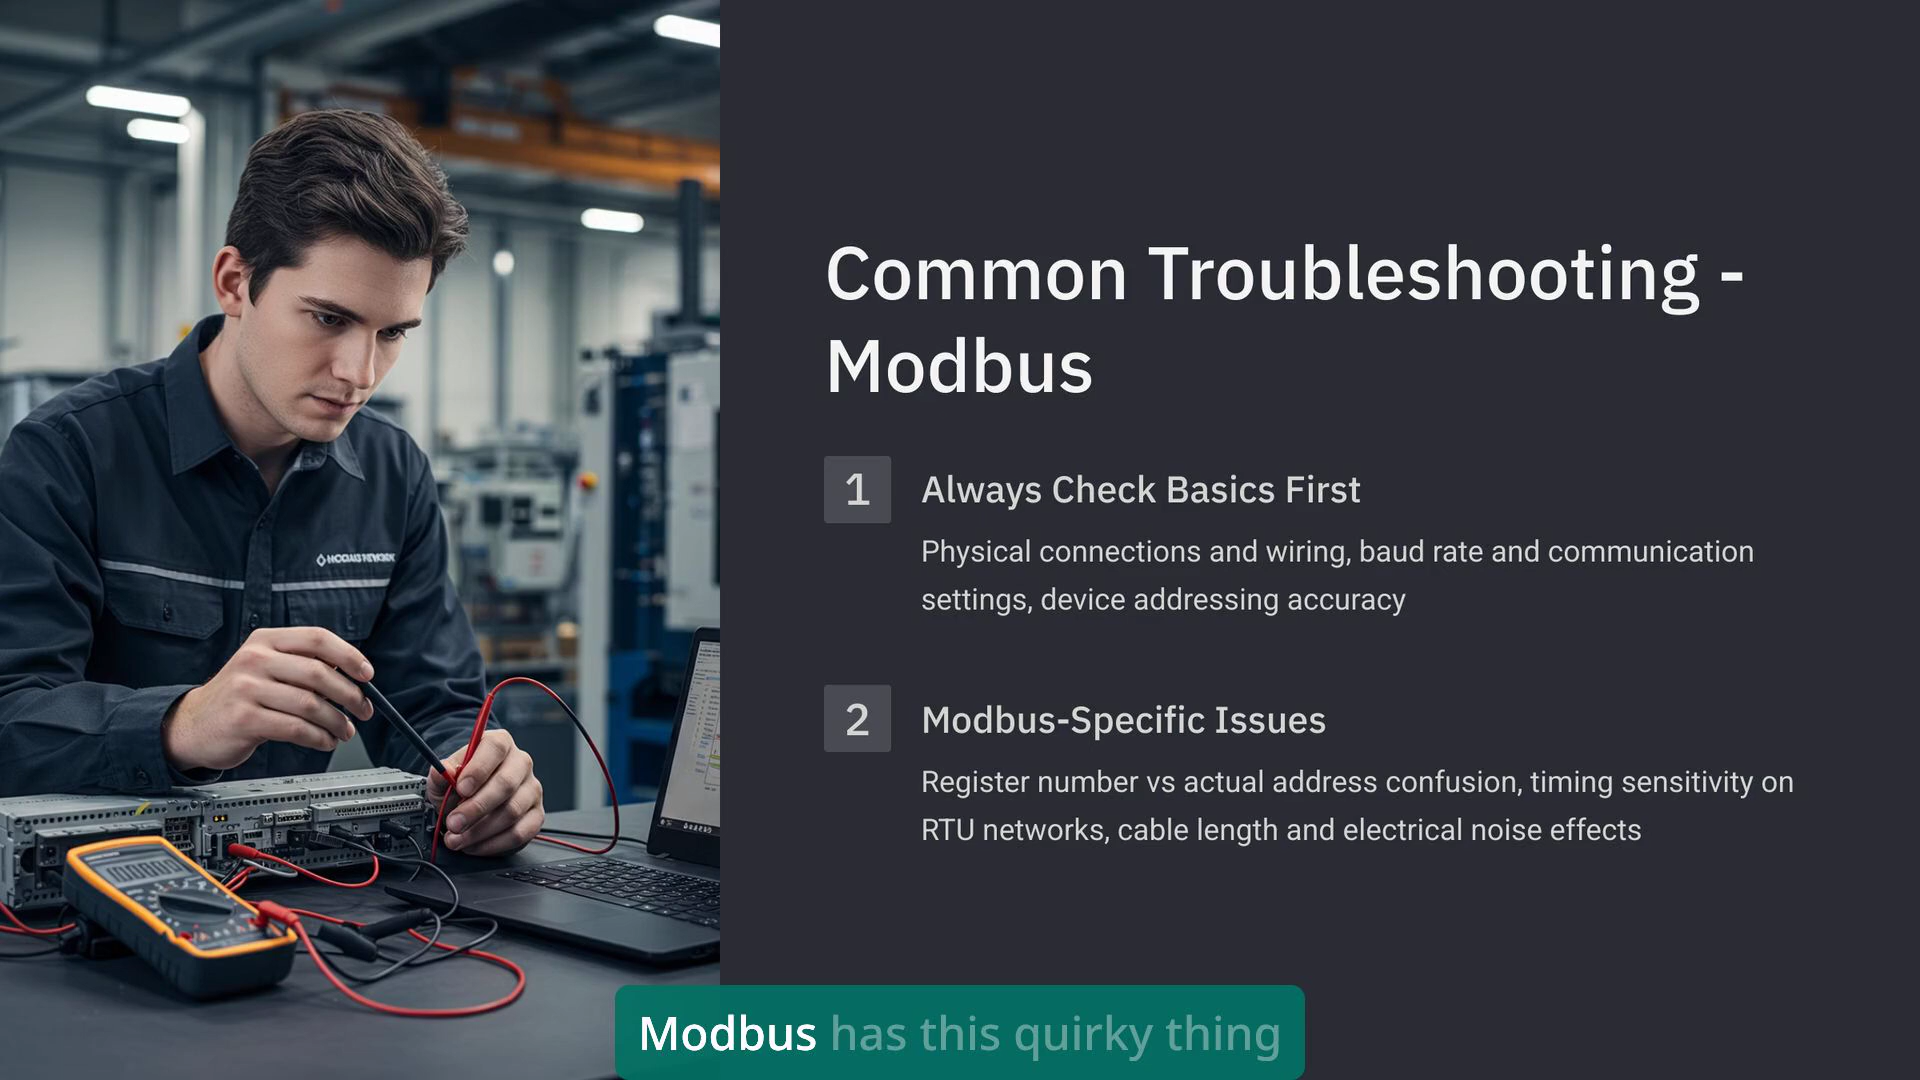 Common Troubleshooting -
Modbus
1
Always Check Basics First
Physical connections and wiring, baud rate and communication
settings, device addressing accuracy
2
Modbus-Specific Issues
Register number vs actual address confusion, timing sensitivity on
RTU networks, cable length and electrical noise effects
Modbus has this quirky thing